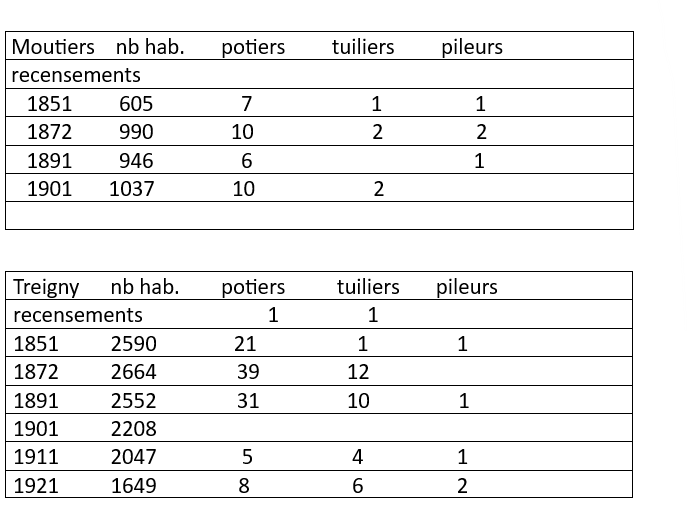 Moutiers nb hab. potiers tuiliers pileurs
recensements
1851 605 7 1 1
1872 990 10 2 2
1891 946 6 1
1901 1037 10 2
Treigny nb hab. potiers tuiliers pileurs
recensements 1 1
1851 2590 21 1 1
1872 2664 39 12
1891 2552 31 10 1
1901 2208
1911 2047 5 4 1
1921 1649 8 6 2